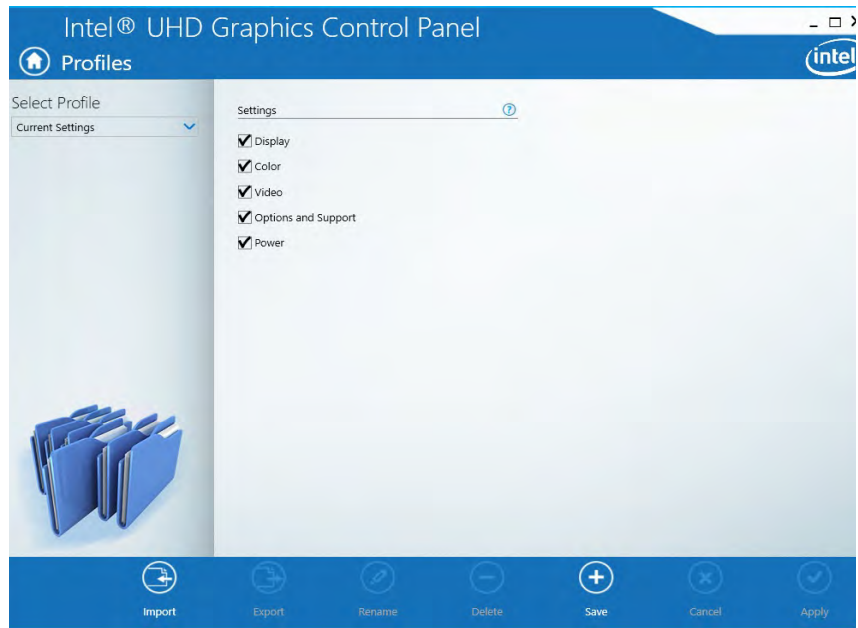 Intel® UHD Graphics Control Panel
Profiles
intel
Select Profile
Current Settings
Settings
?
Display
Color
Video
Options and Support
Power
Import
Export
Rename
Delete
Save
Cancel
Apply